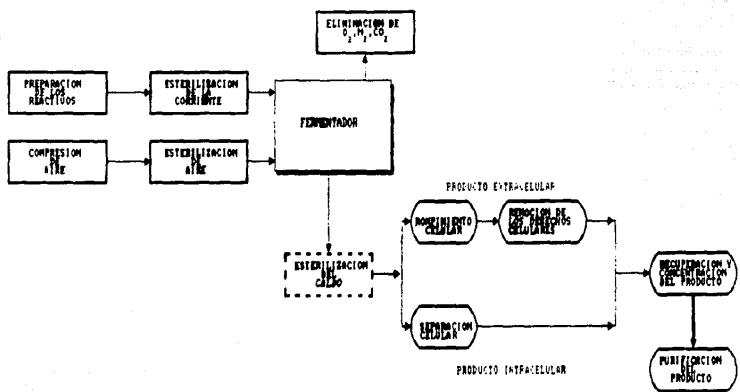 ELIMINACION DE
O2,N2,CO2
PREPARACION
DE LOS
REACTIVOS
ESTERILIZACION
DE LA
CORRIENTE
FERMENTADOR
COMPRESION
DE
AIRE
ESTERILIZACION
DE
AIRE
PRODUCTO EXTRACELULAR
ROMPIMIENTO
CELULAR
REMOCION DE
LOS DESECHOS
CELULARES
ESTERILIZACION
DEL
CALDO
RECUPERACION Y
CONCENTRACION
DEL PRODUCTO
SEPARACION
CELULAR
PRODUCTO INTRACELULAR
PURIFICACION
DEL
PRODUCTO